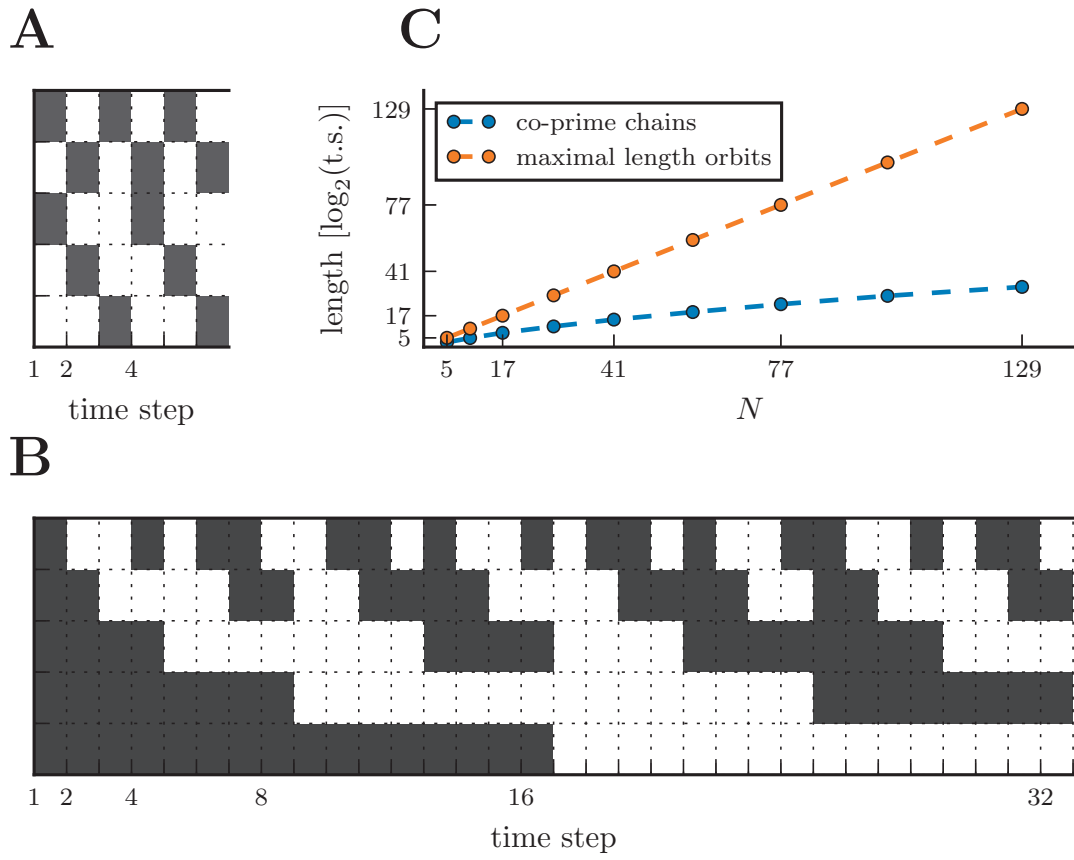 A
1 2 4
time step
C
length [log₂(t.s.)]
129
77
41
17
5
5
co-prime chains
maximal length orbits
5 17 41 77 129
N
B
1 2 4 8 16 32
time step